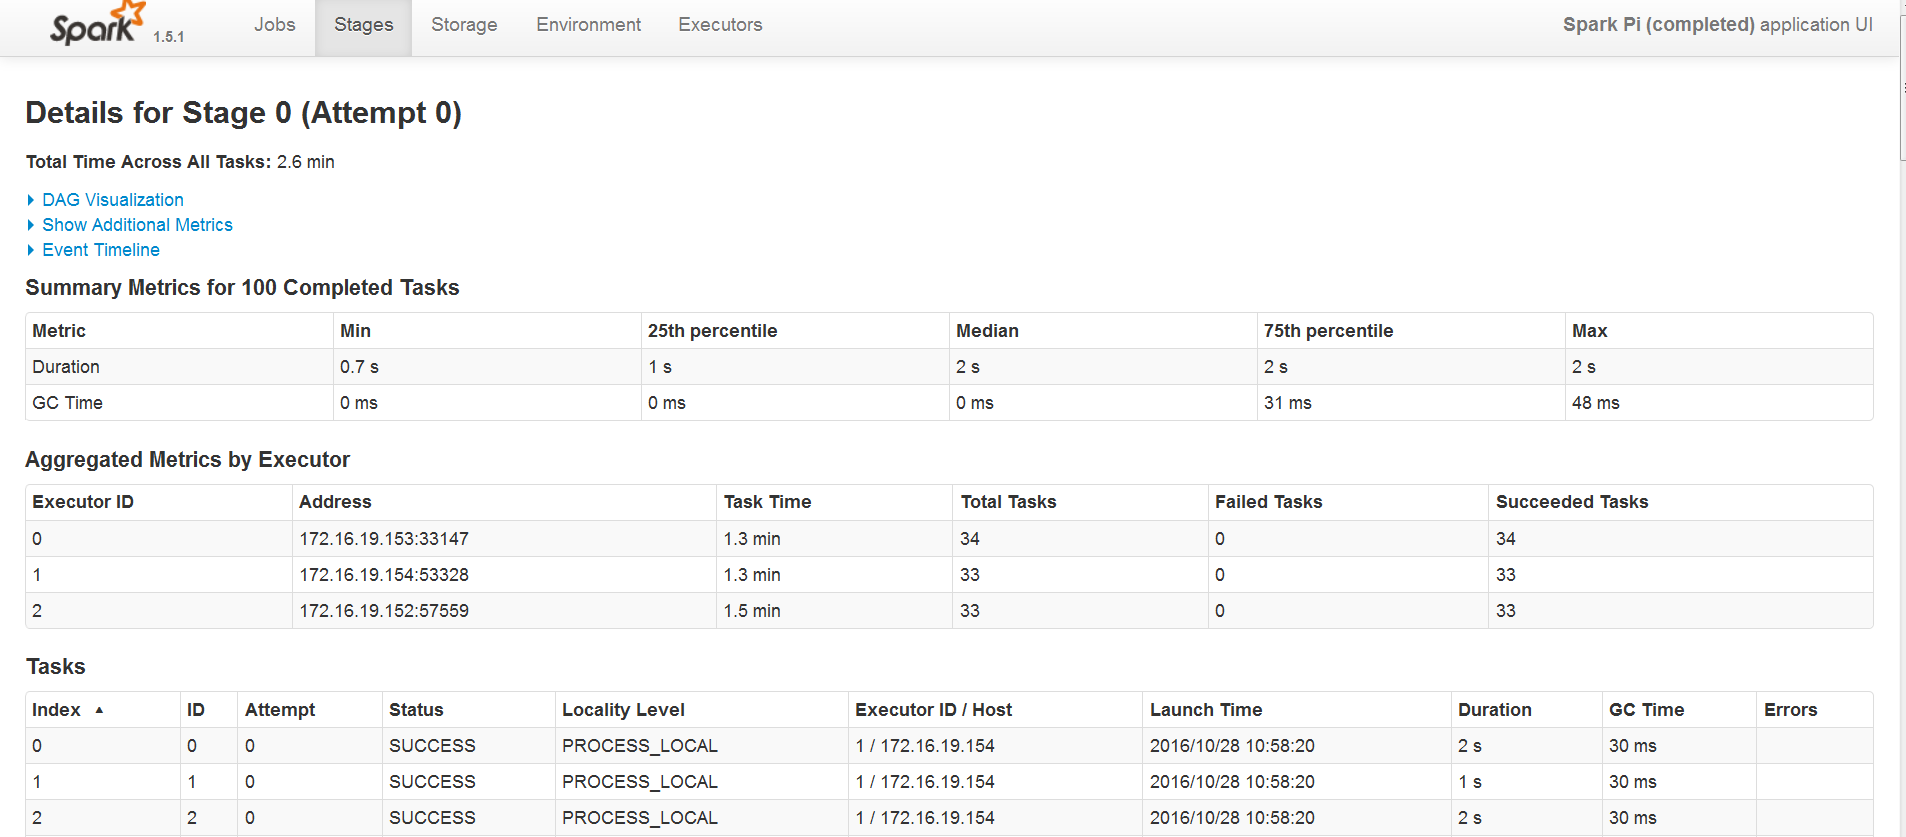 Spark 1.5.1 Jobs Stages Storage Environment Executors Spark Pi (completed) application UI
Details for Stage 0 (Attempt 0)
Total Time Across All Tasks: 2.6 min
DAG Visualization
Show Additional Metrics
Event Timeline
Summary Metrics for 100 Completed Tasks
Metric Min 25th percentile Median 75th percentile Max
Duration 0.7 s 1 s 2 s 2 s 2 s
GC Time 0 ms 0 ms 0 ms 31 ms 48 ms
Aggregated Metrics by Executor
Executor ID Address Task Time Total Tasks Failed Tasks Succeeded Tasks
0 172.16.19.153:33147 1.3 min 34 0 34
1 172.16.19.154:53328 1.3 min 33 0 33
2 172.16.19.152:57559 1.5 min 33 0 33
Tasks
Index ID Attempt Status Locality Level Executor ID / Host Launch Time Duration GC Time Errors
0 0 0 SUCCESS PROCESS_LOCAL 1 / 172.16.19.154 2016/10/28 10:58:20 2 s 30 ms
1 1 0 SUCCESS PROCESS_LOCAL 1 / 172.16.19.154 2016/10/28 10:58:20 1 s 30 ms
2 2 0 SUCCESS PROCESS_LOCAL 1 / 172.16.19.154 2016/10/28 10:58:20 2 s 30 ms